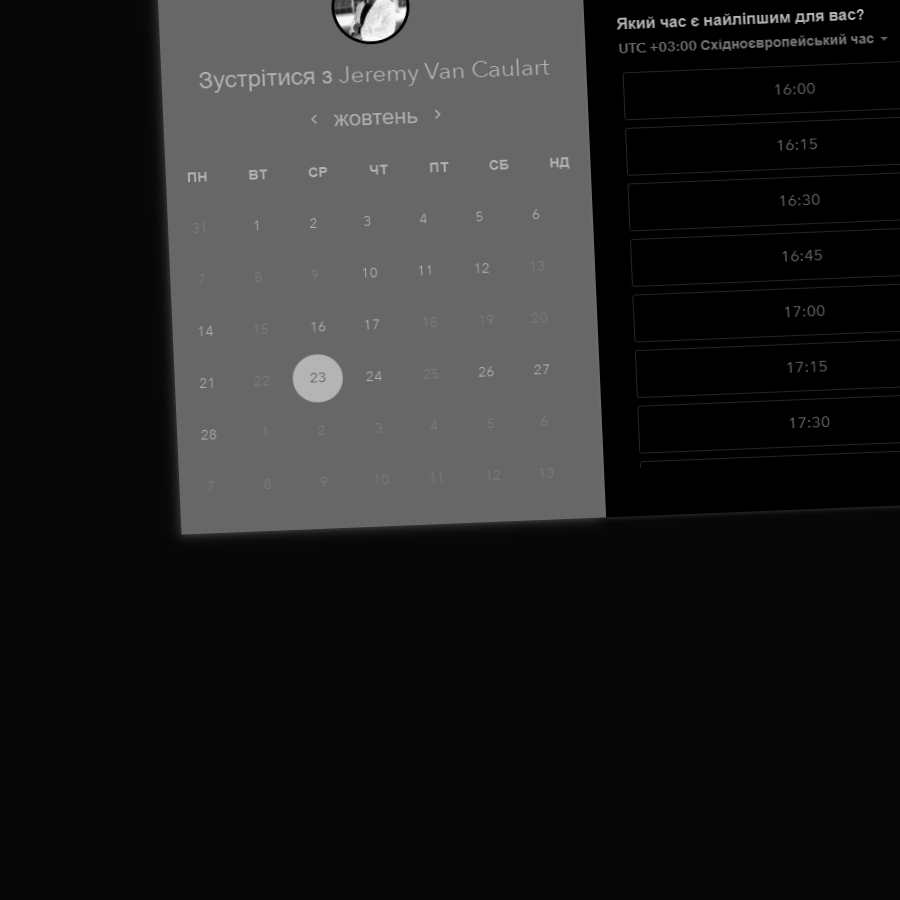 Зустрітися з Jeremy Van Caulart
жовтень
ПН ВТ СР ЧТ ПТ СБ НД
31 1 2 3 4 5 6
7 8 9 10 11 12 13
14 15 16 17 18 19 20
21 22 23 24 25 26 27
28 1 2 3 4 5 6
7 8 9 10 11 12 13
Який час є найліпшим для вас?
UTC +03:00 Східноєвропейський час
16:00
16:15
16:30
16:45
17:00
17:15
17:30